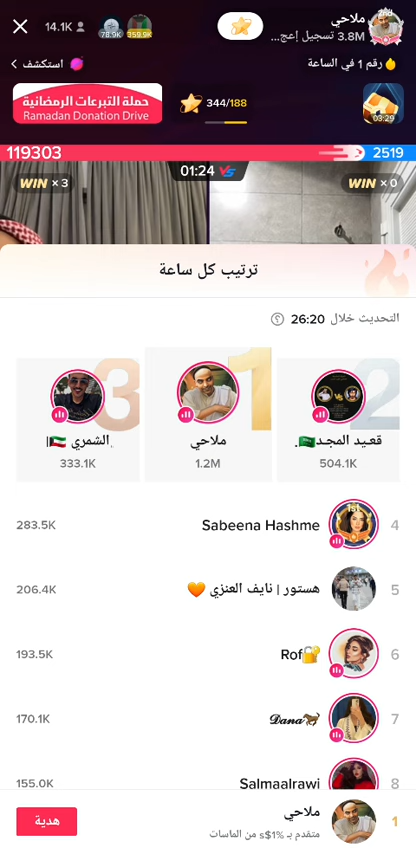 ملاحي
3.8M تسجيل إعج...
14.1K
78.9K
359.9K
رقم 1 في الساعة
استكشف
حملة التبرعات الرمضانية
Ramadan Donation Drive
344/188
03:29
119303
2519
WIN × 3
01:24 VS
WIN × 0
ترتيب كل ساعة
التحديث خلال 26:20
3
الشمري
333.1K
1
ملاحي
1.2M
2
قعيد المجد
504.1K
4 Sabeena Hashme 283.5K
5 هستور | نايف العنزي 🧡 206.4K
6 Rof🔐 193.5K
7 𝓓𝓪𝓷𝓪🐎 170.1K
8 Salmaalrawi 155.0K
1 ملاحي
متقدم بـ %1$s من الماسات
هدية